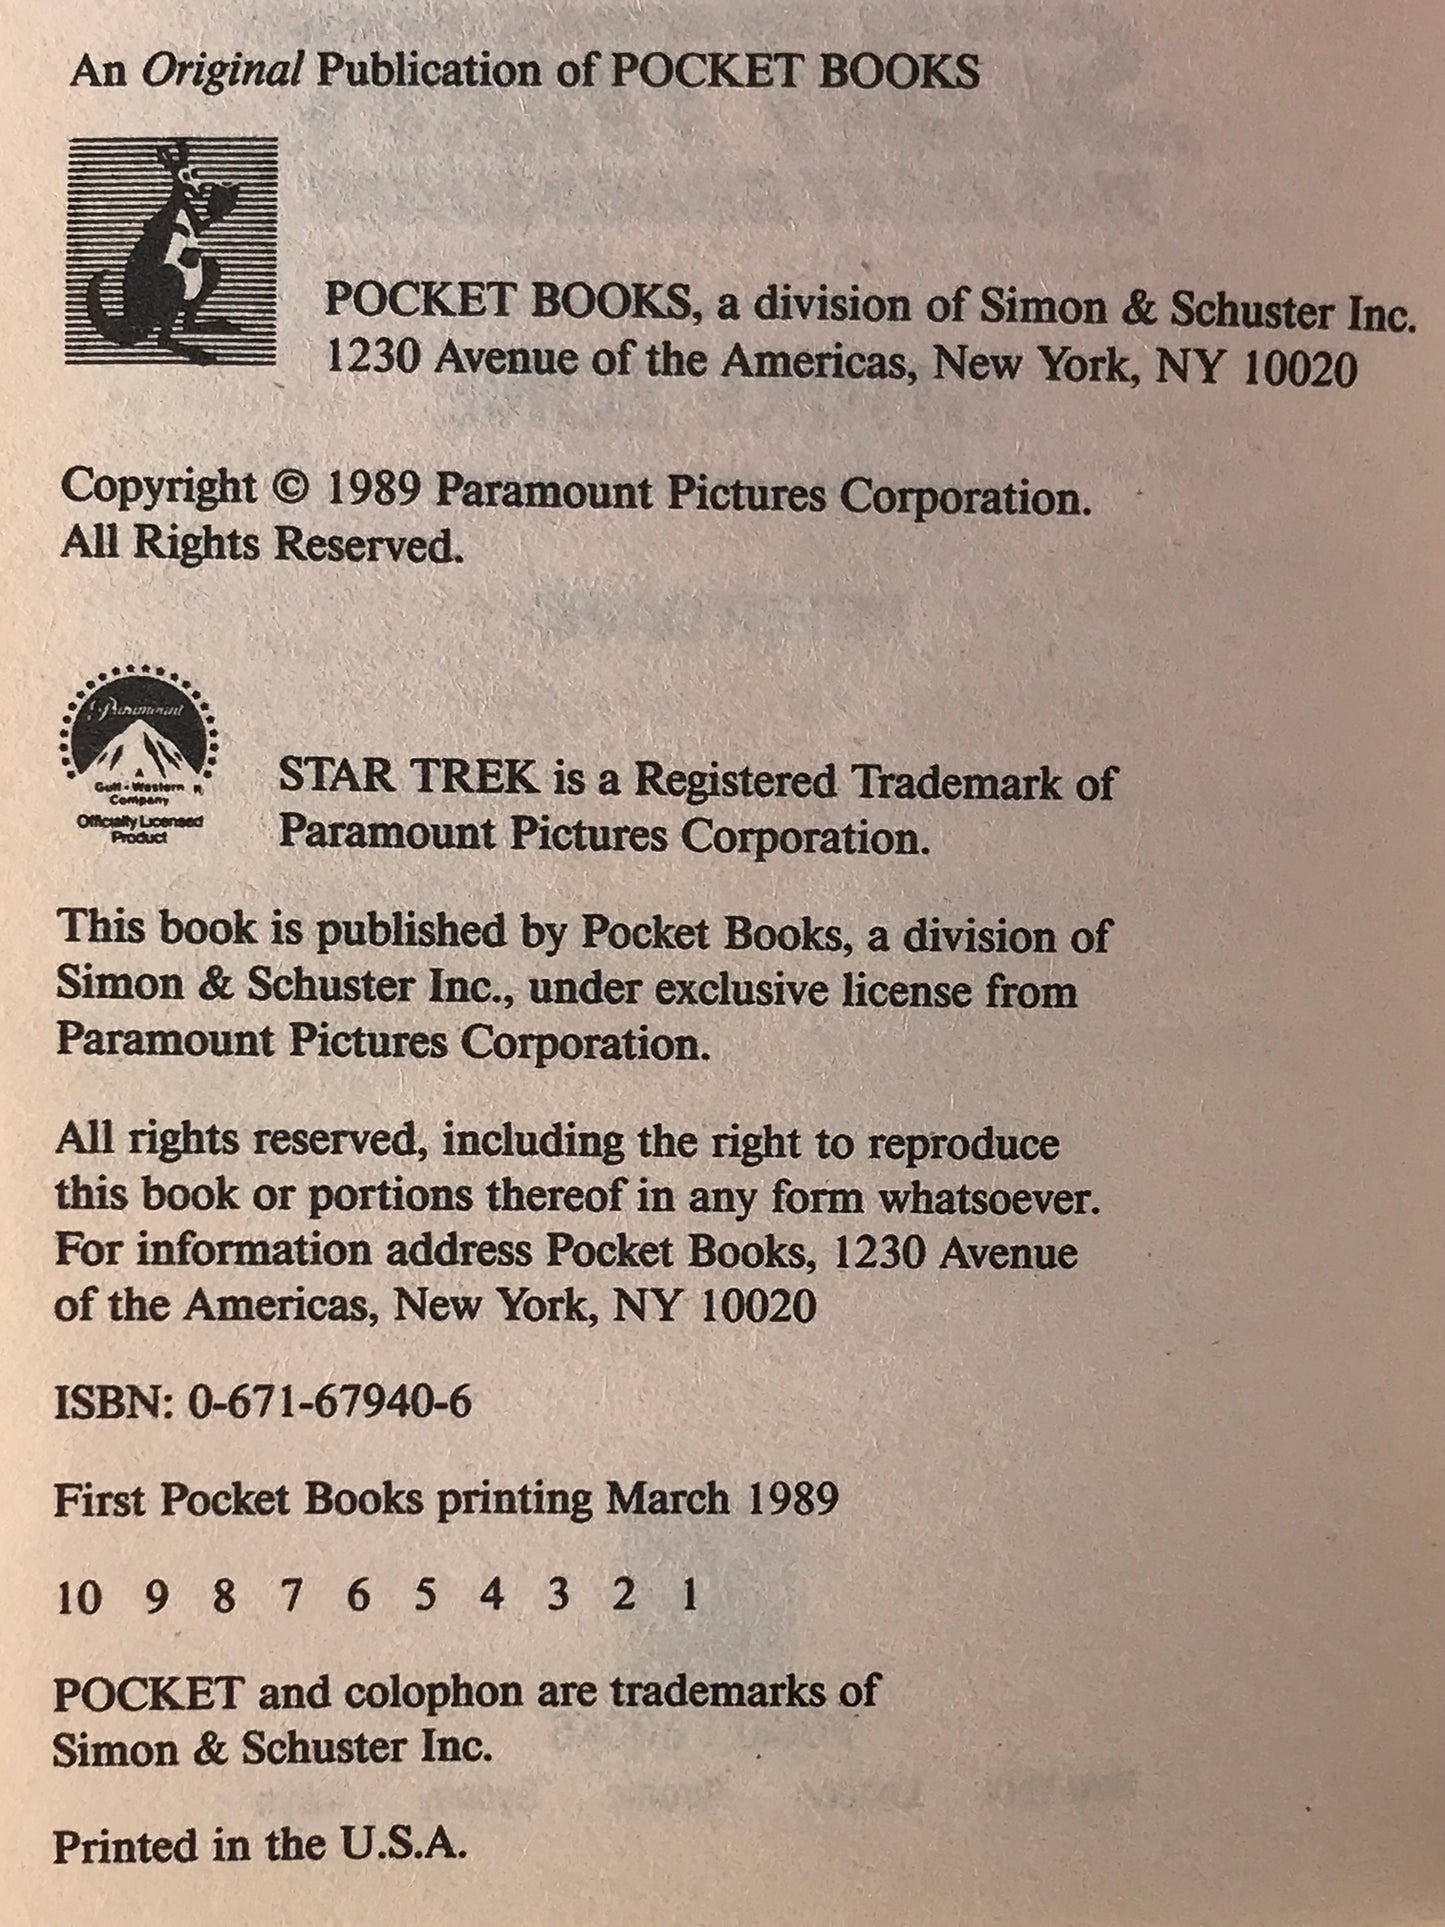 An Original Publication of POCKET BOOKS
POCKET BOOKS, a division of Simon & Schuster Inc.
1230 Avenue of the Americas, New York, NY 10020
Copyright © 1989 Paramount Pictures Corporation.
All Rights Reserved.
Paramount
A
Gulf + Western
Company
Officially Licensed
Product
STAR TREK is a Registered Trademark of
Paramount Pictures Corporation.
This book is published by Pocket Books, a division of
Simon & Schuster Inc., under exclusive license from
Paramount Pictures Corporation.
All rights reserved, including the right to reproduce
this book or portions thereof in any form whatsoever.
For information address Pocket Books, 1230 Avenue
of the Americas, New York, NY 10020
ISBN: 0-671-67940-6
First Pocket Books printing March 1989
10 9 8 7 6 5 4 3 2 1
POCKET and colophon are trademarks of
Simon & Schuster Inc.
Printed in the U.S.A.